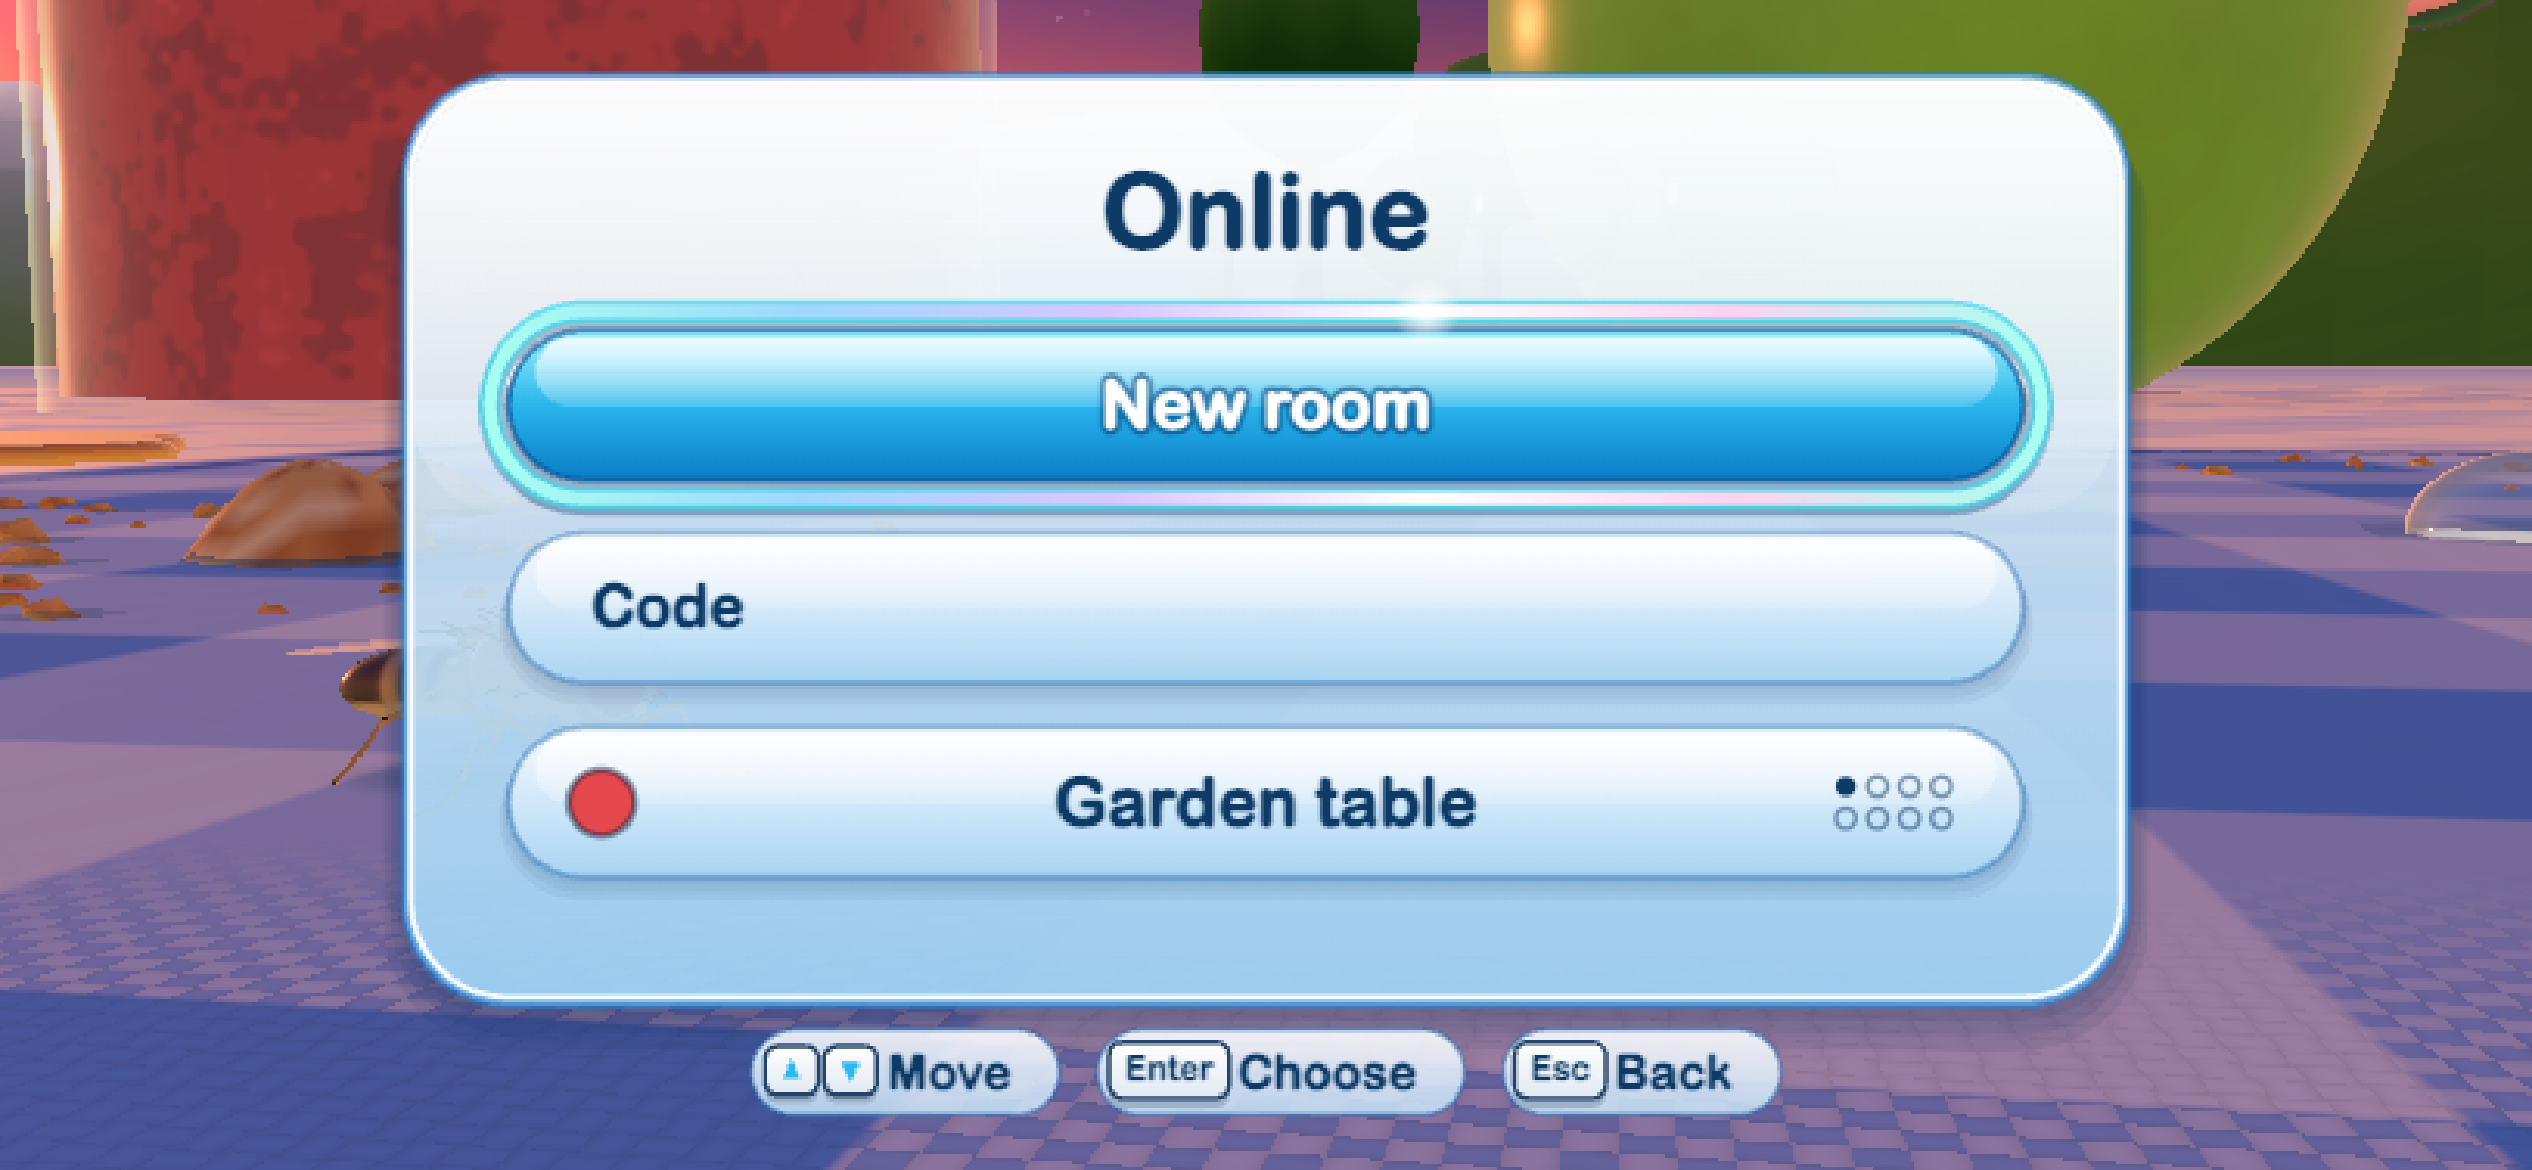 Online
New room
Code
Garden table
▲ ▼ Move Enter Choose Esc Back